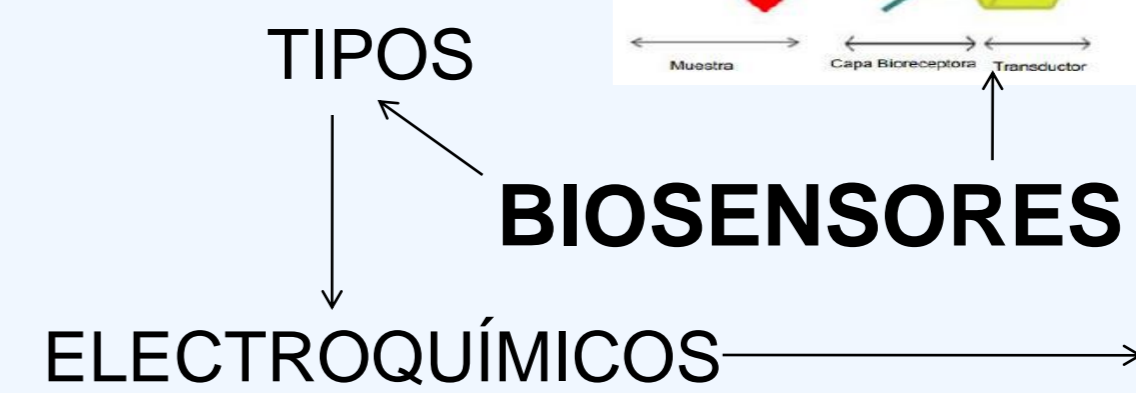 TIPOS
Muestra
Capa Bioreceptora
Transductor
BIOSENSORES
ELECTROQUÍMICOS